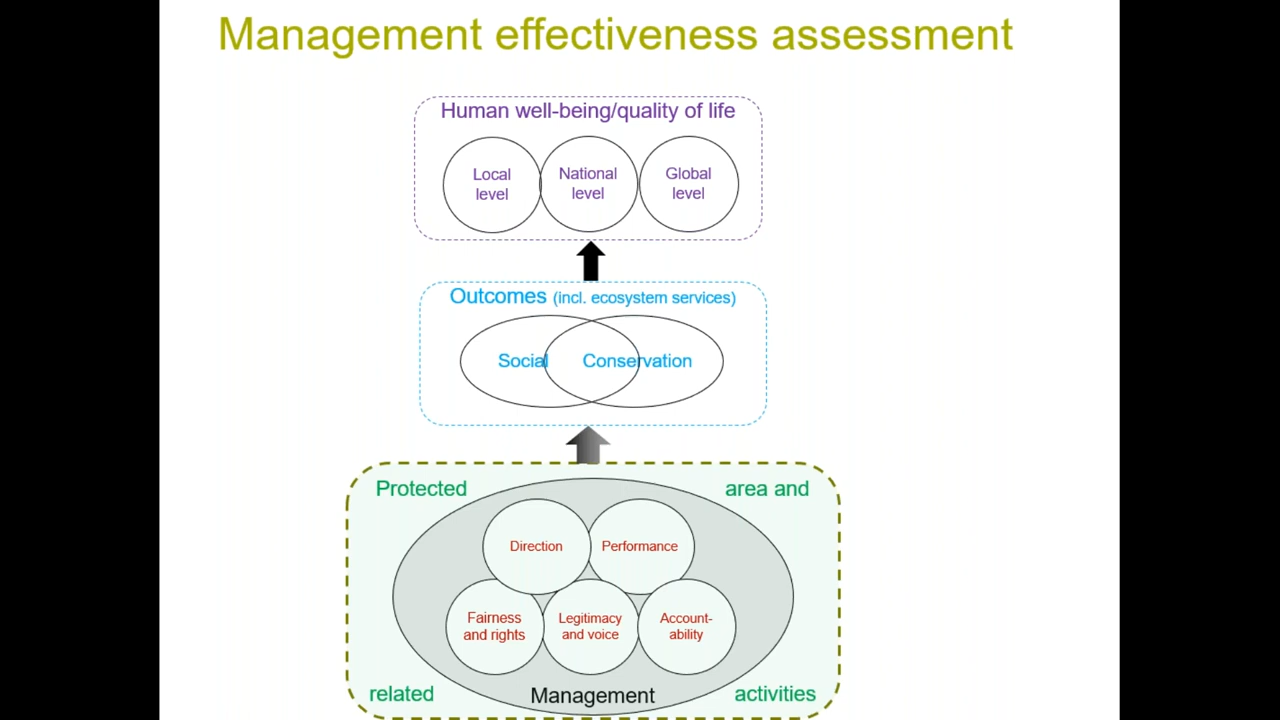 Management effectiveness assessment
Human well-being/quality of life
Local
level
National
level
Global
level
Outcomes (incl. ecosystem services)
Social
Conservation
Protected
area and
Direction
Performance
Fairness
and rights
Legitimacy
and voice
Account-
ability
related
Management
activities